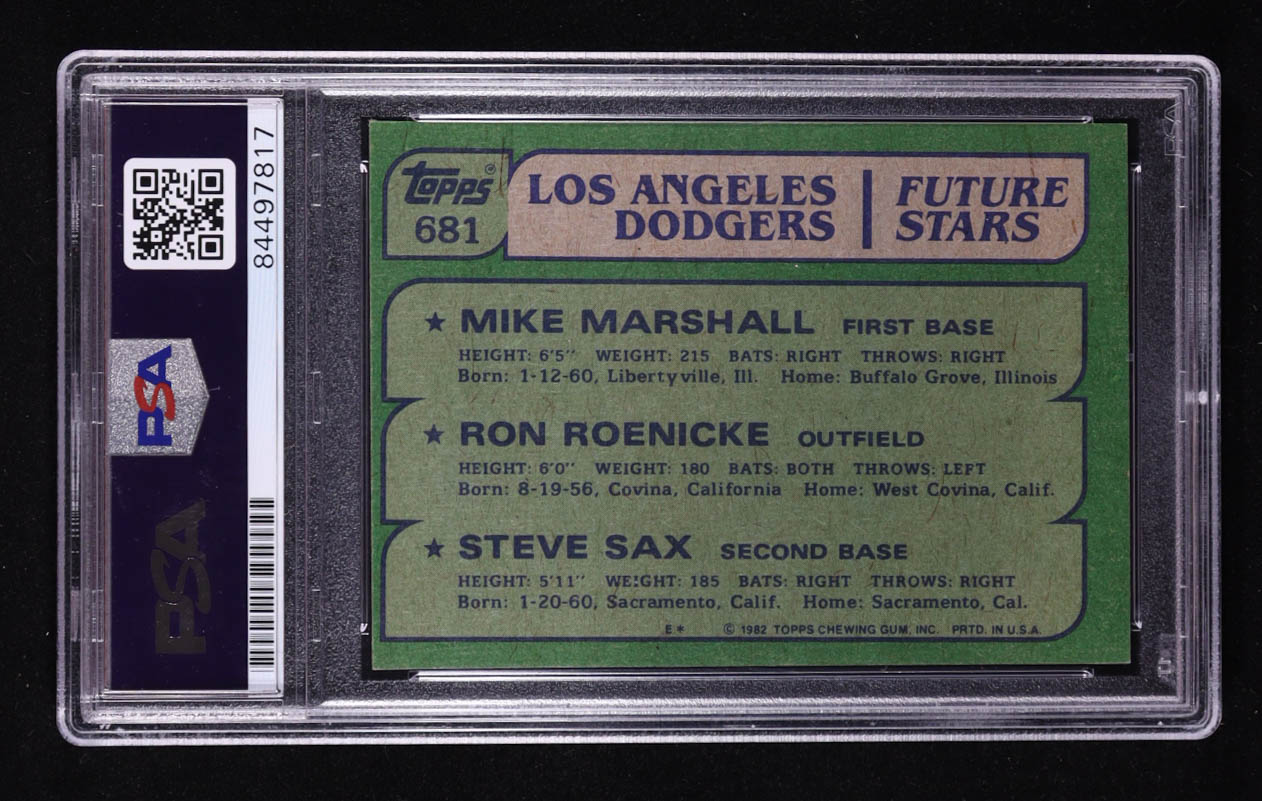 84497817
PSA
PSA
topps®
681
LOS ANGELES DODGERS | FUTURE STARS
★ MIKE MARSHALL FIRST BASE
HEIGHT: 6'5" WEIGHT: 215 BATS: RIGHT THROWS: RIGHT
Born: 1-12-60, Libertyville, Ill. Home: Buffalo Grove, Illinois
★ RON ROENICKE OUTFIELD
HEIGHT: 6'0" WEIGHT: 180 BATS: BOTH THROWS: LEFT
Born: 8-19-56, Covina, California Home: West Covina, Calif.
★ STEVE SAX SECOND BASE
HEIGHT: 5'11" WEIGHT: 185 BATS: RIGHT THROWS: RIGHT
Born: 1-20-60, Sacramento, Calif. Home: Sacramento, Cal.
E* © 1982 TOPPS CHEWING GUM, INC. PRTD. IN U.S.A.